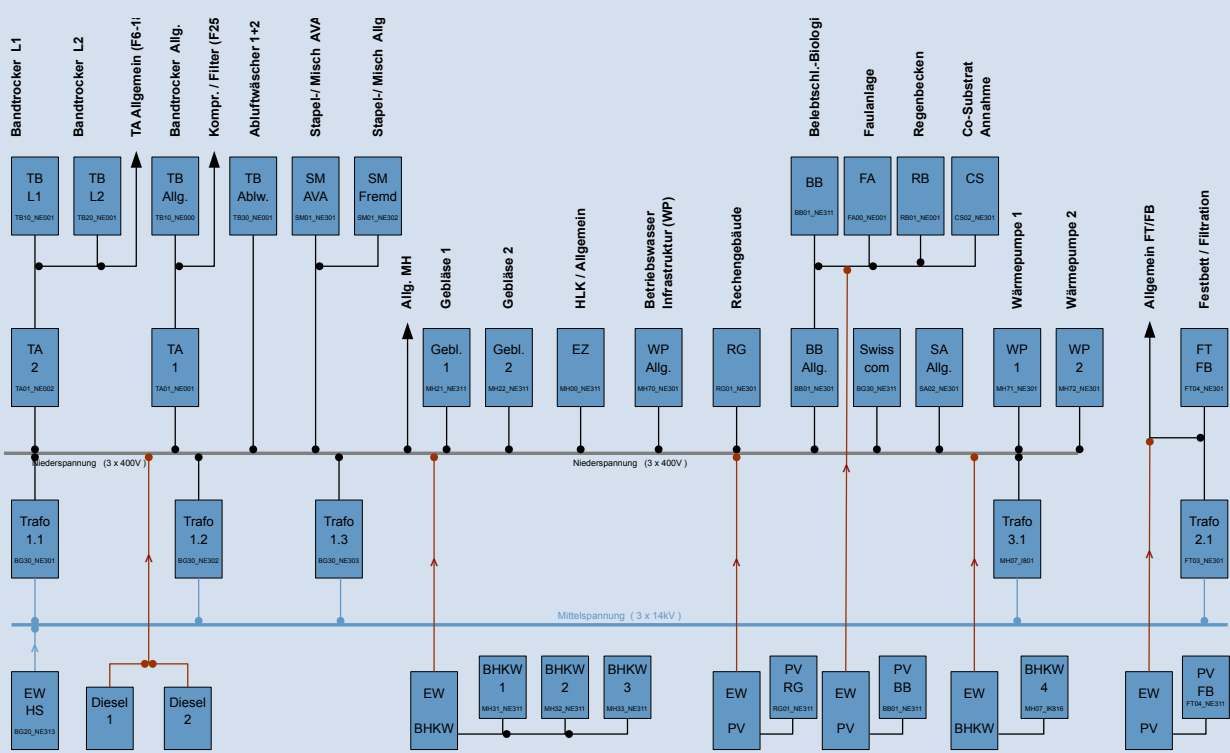 Bandtrocker L1
Bandtrocker L2
TA Allgemein (F6-1
Bandtrocker Allg.
Kompr. / Filter (F25
Abluftwäscher 1+2
Stapel-/ Misch AVA
Stapel-/ Misch Allg
Belebtschl.-Biologi
Faulanlage
Regenbecken
Co-Substrat
Annahme
TB
L1
TB10_NE001
TB
L2
TB20_NE001
TB
Allg.
TB10_NE000
TB
Ablw.
TB30_NE001
SM
AVA
SM01_NE301
SM
Fremd
SM01_NE302
BB
BB01_NE311
FA
FA00_NE001
RB
RB01_NE001
CS
CS02_NE301
Allg. MH
Gebläse 1
Gebläse 2
HLK / Allgemein
Betriebswasser
Infrastruktur (WP)
Rechengebäude
Wärmepumpe 1
Wärmepumpe 2
Allgemein FT/FB
Festbett / Filtration
TA
2
TA01_NE002
TA
1
TA01_NE001
Gebl.
1
MH21_NE311
Gebl.
2
MH22_NE311
EZ
MH00_NE311
WP
Allg.
MH70_NE301
RG
RG01_NE301
BB
Allg.
BB01_NE301
Swiss
com
BG30_NE311
SA
Allg.
SA02_NE301
WP
1
MH71_NE301
WP
2
MH72_NE301
FT
FB
FT04_NE301
Niederspannung (3 x 400V )
Niederspannung (3 x 400V )
Trafo
1.1
BG30_NE301
Trafo
1.2
BG30_NE302
Trafo
1.3
BG30_NE303
Trafo
3.1
MH07_I801
Trafo
2.1
FT03_NE301
Mittelspannung ( 3 x 14kV )
EW
HS
BG20_NE313
Diesel
1
Diesel
2
EW
BHKW
BHKW
1
MH31_NE311
BHKW
2
MH32_NE311
BHKW
3
MH33_NE311
EW
PV
PV
RG
RG01_NE311
EW
PV
PV
BB
BB01_NE311
EW
BHKW
BHKW
4
MH07_IK816
EW
PV
PV
FB
FT04_NE311